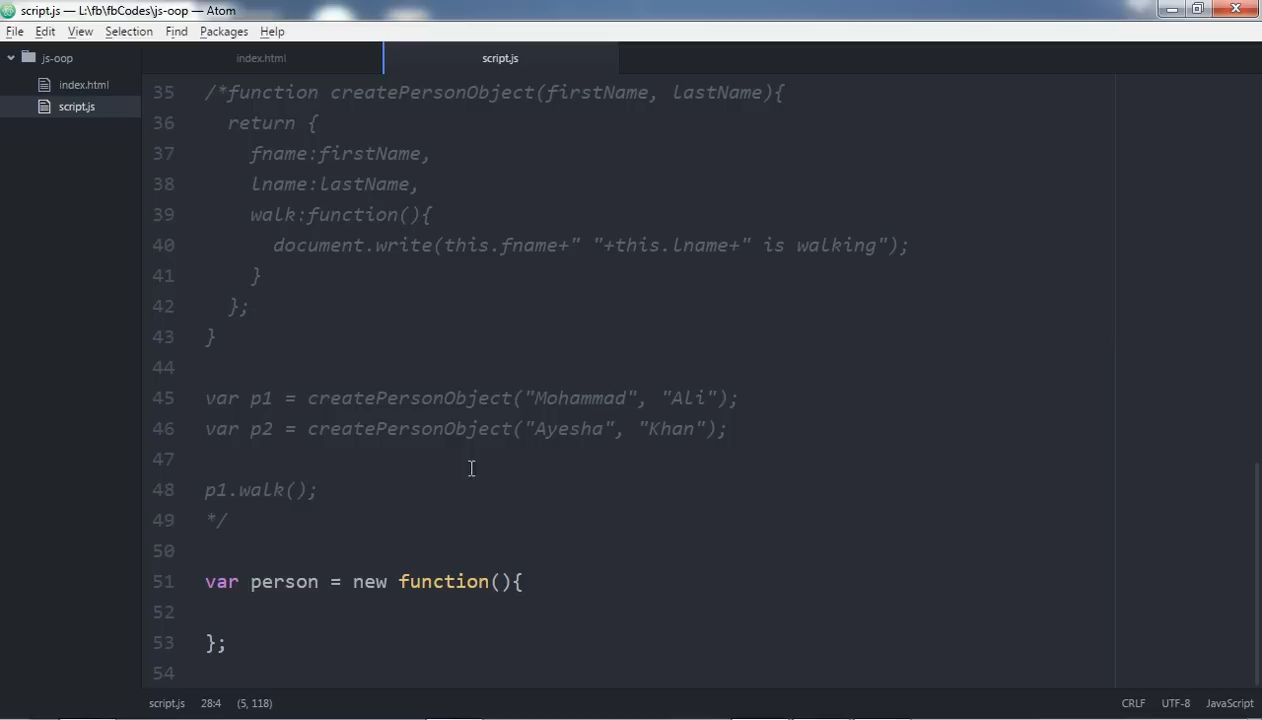 script.js — L:\fb\fbCodes\js-oop — Atom
File Edit View Selection Find Packages Help
js-oop
index.html
script.js
index.html script.js
35 /*function createPersonObject(firstName, lastName){
36 return {
37 fname:firstName,
38 lname:lastName,
39 walk:function(){
40 document.write(this.fname+" "+this.lname+" is walking");
41 }
42 };
43 }
44
45 var p1 = createPersonObject("Mohammad", "Ali");
46 var p2 = createPersonObject("Ayesha", "Khan");
47
48 p1.walk();
49 */
50
51 var person = new function(){
52
53 };
54
script.js 28:4 (5, 118) CRLF UTF-8 JavaScript